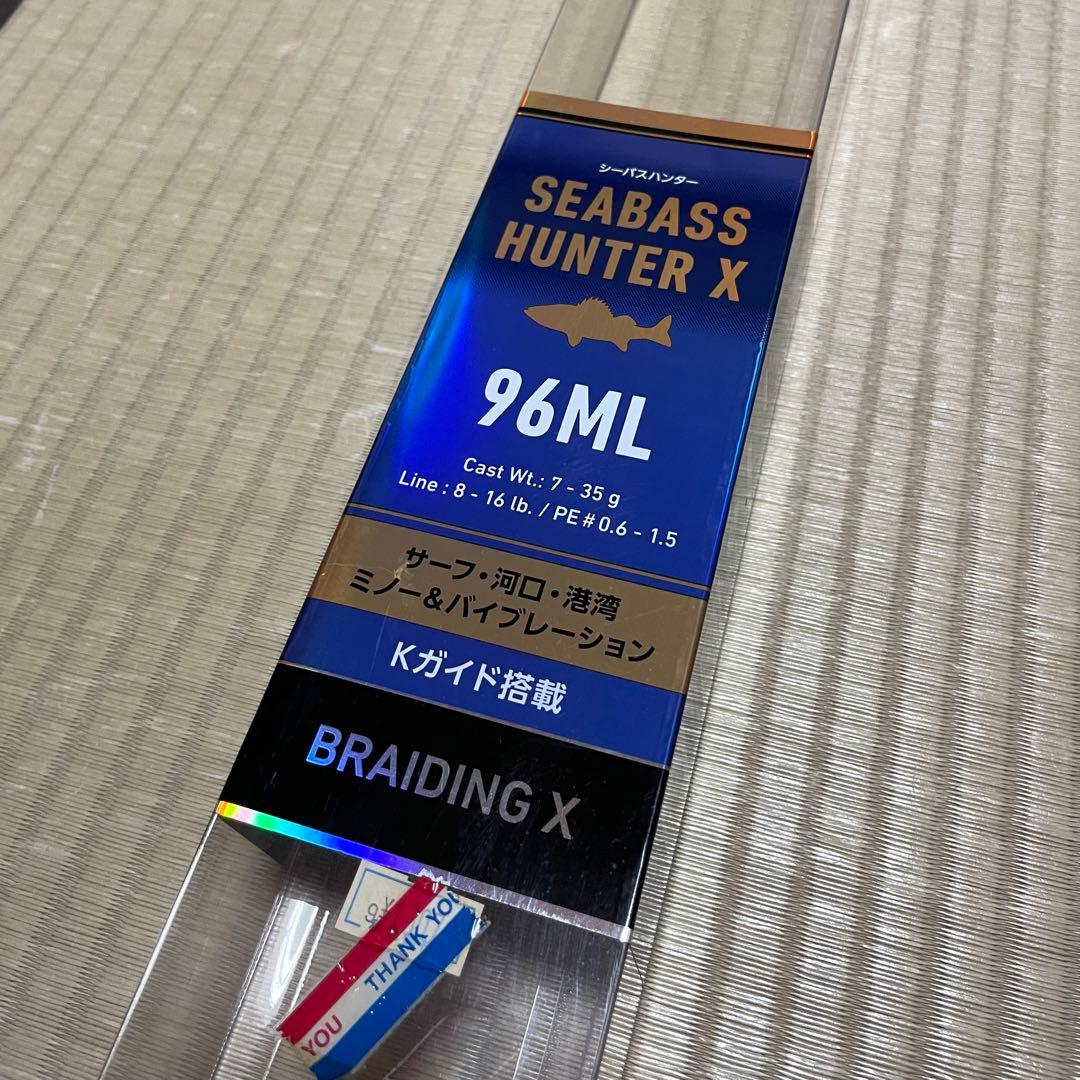 シーバスハンター
SEABASS
HUNTER X
96ML
Cast Wt.: 7 - 35 g
Line : 8 - 16 lb. / PE # 0.6 - 1.5
サーフ・河口・港湾
ミノー&バイブレーション
Kガイド搭載
BRAIDING X
YOU THANK YOU